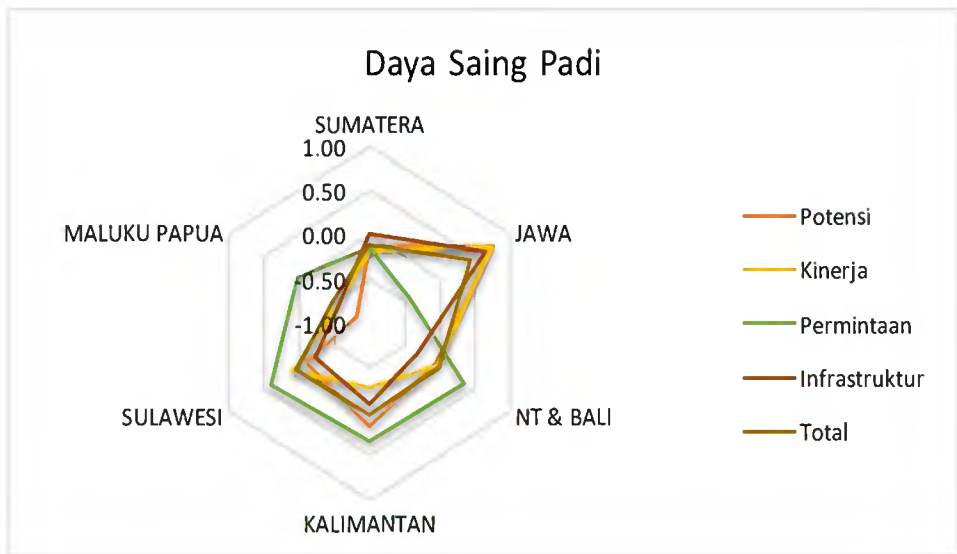 Daya Saing Padi
SUMATERA
1.00
0.50
0.00
-0.50
-1.00
MALUKU PAPUA
JAWA
SULAWESI
NT & BALI
KALIMANTAN
Potensi
Kinerja
Permintaan
Infrastruktur
Total